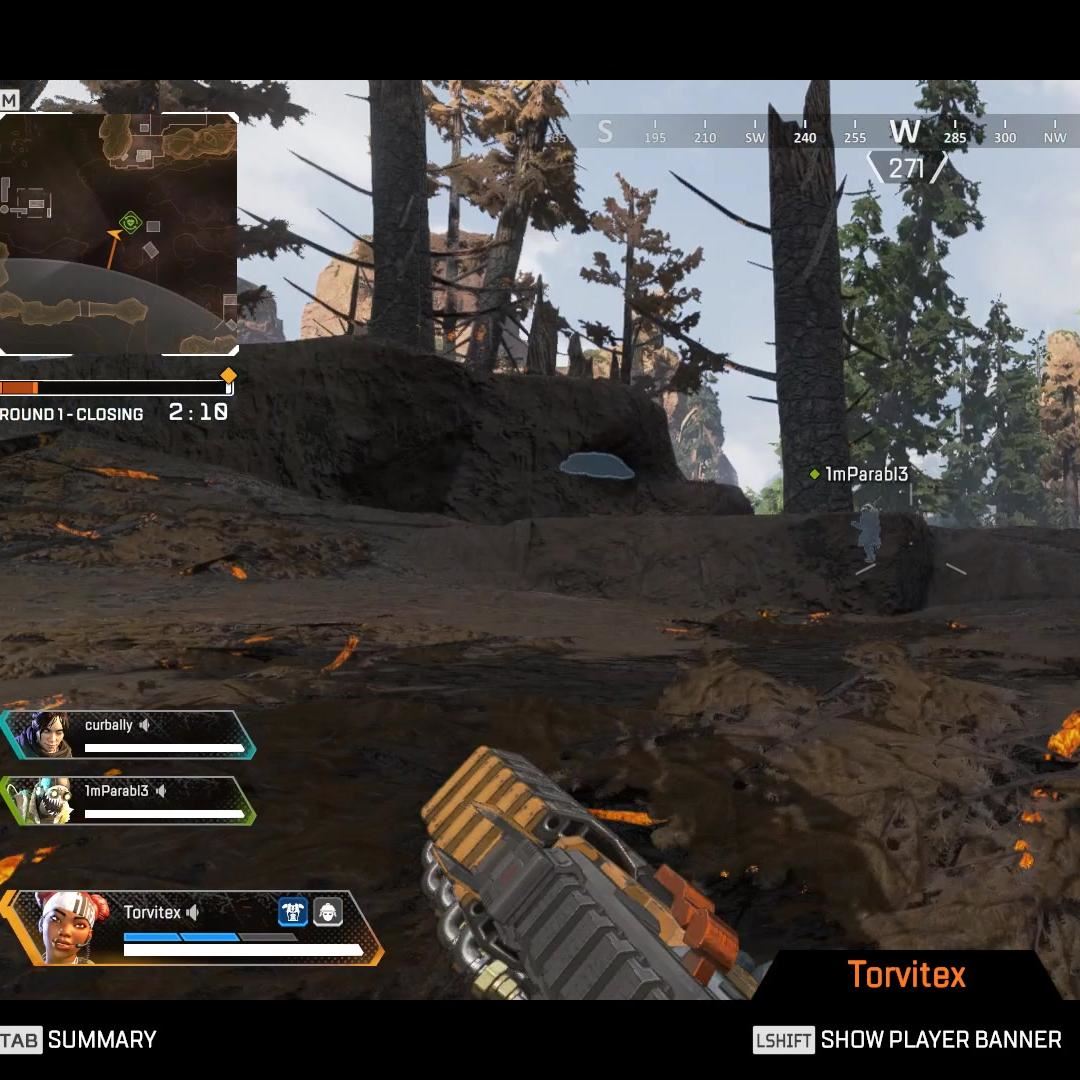 M
S 195 210 SW 240 255 W 285 300 NW
271
ROUND 1 - CLOSING 2:10
1mParabl3
curbally
1mParabl3
Torvitex
Torvitex
TAB SUMMARY
LSHIFT SHOW PLAYER BANNER